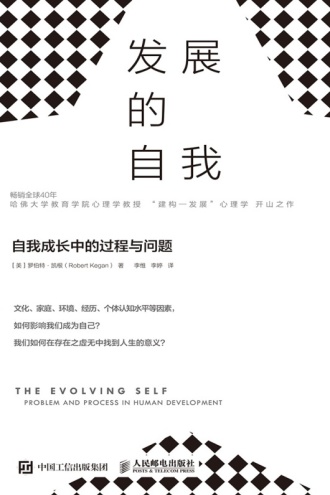 发展
的
自我
畅销全球40年
哈佛大学教育学院心理学教授 “建构—发展”心理学 开山之作
自我成长中的过程与问题
[美] 罗伯特·凯根 (Robert Kegan) 著 李维 李婷 译
文化、家庭、环境、经历、个体认知水平等因素，
如何影响我们成为自己？
我们如何在存在之虚无中找到人生的意义？
THE EVOLVING SELF
PROBLEM AND PROCESS IN HUMAN DEVELOPMENT
中国工信出版集团
人民邮电出版社
POSTS & TELECOM PRESS